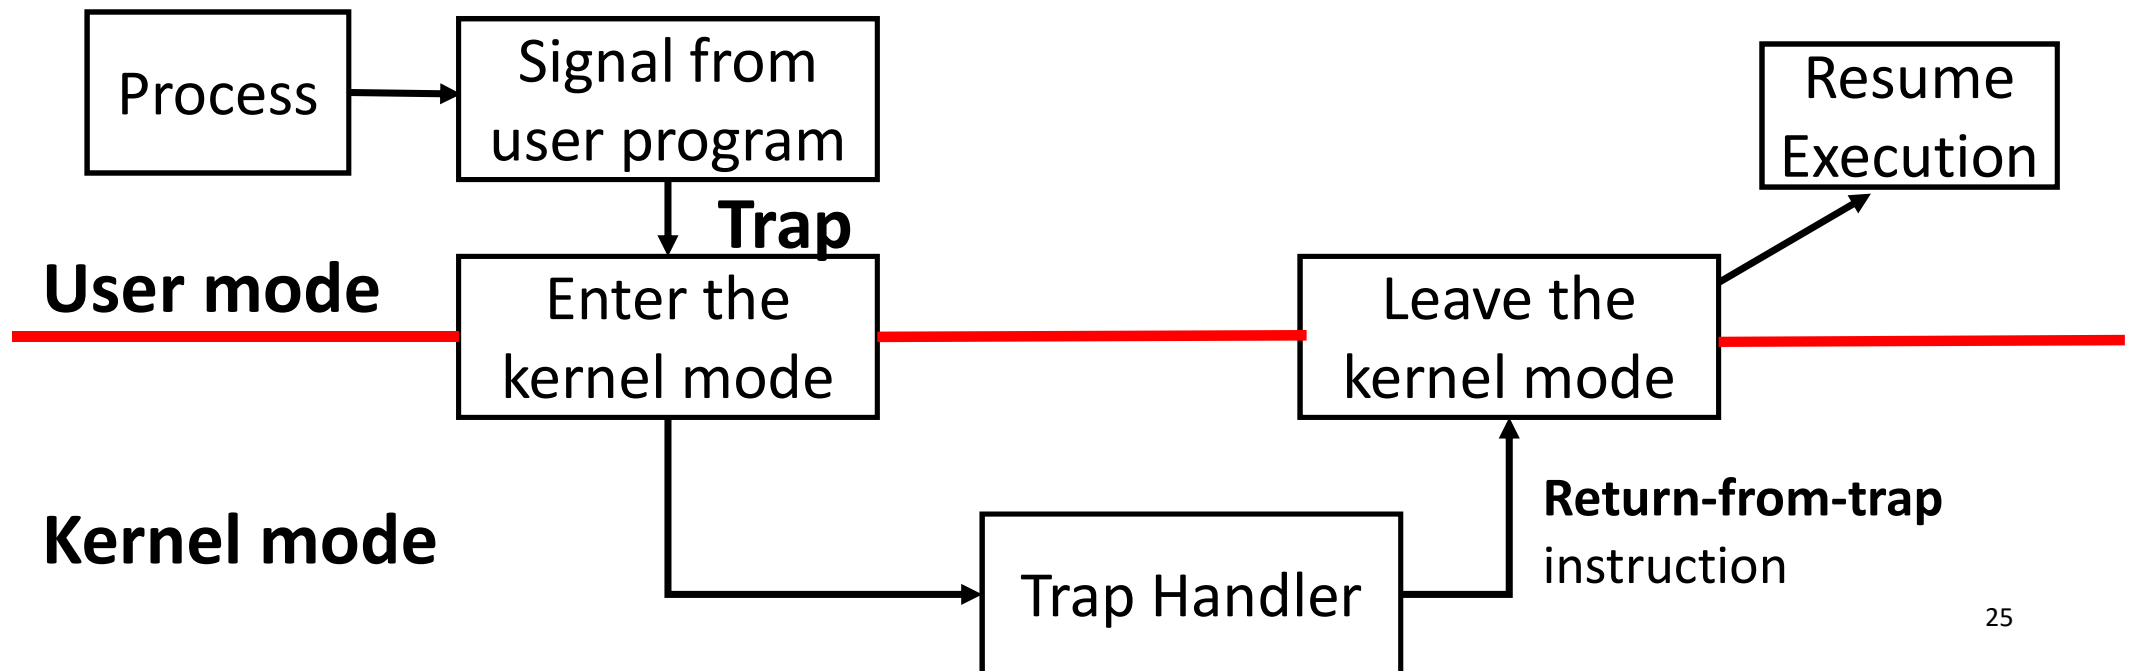 Process
Signal from
user program
Resume
Execution
Trap
User mode
Enter the
kernel mode
Leave the
kernel mode
Kernel mode
Trap Handler
Return-from-trap
instruction
25